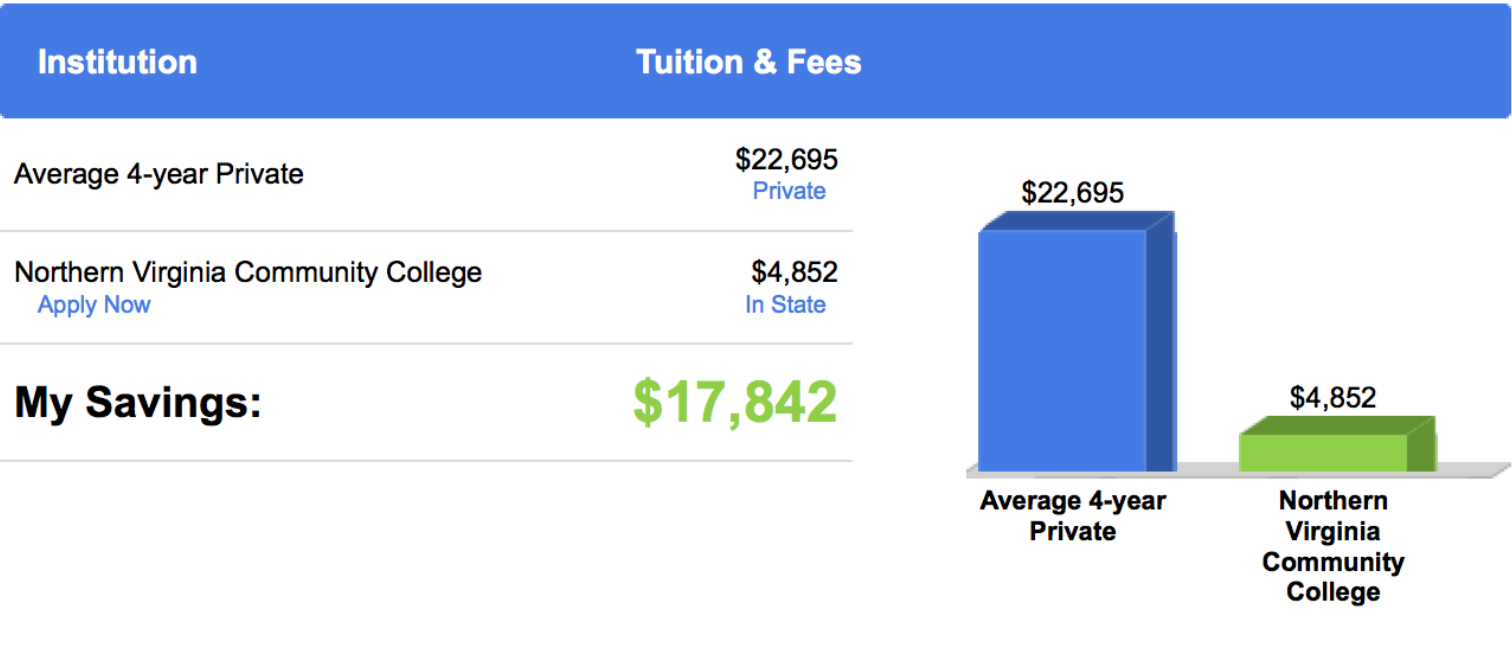 Institution Tuition & Fees
Average 4-year Private $22,695
Private
Northern Virginia Community College $4,852
Apply Now In State
My Savings: $17,842
$22,695
$4,852
Average 4-year
Private
Northern
Virginia
Community
College